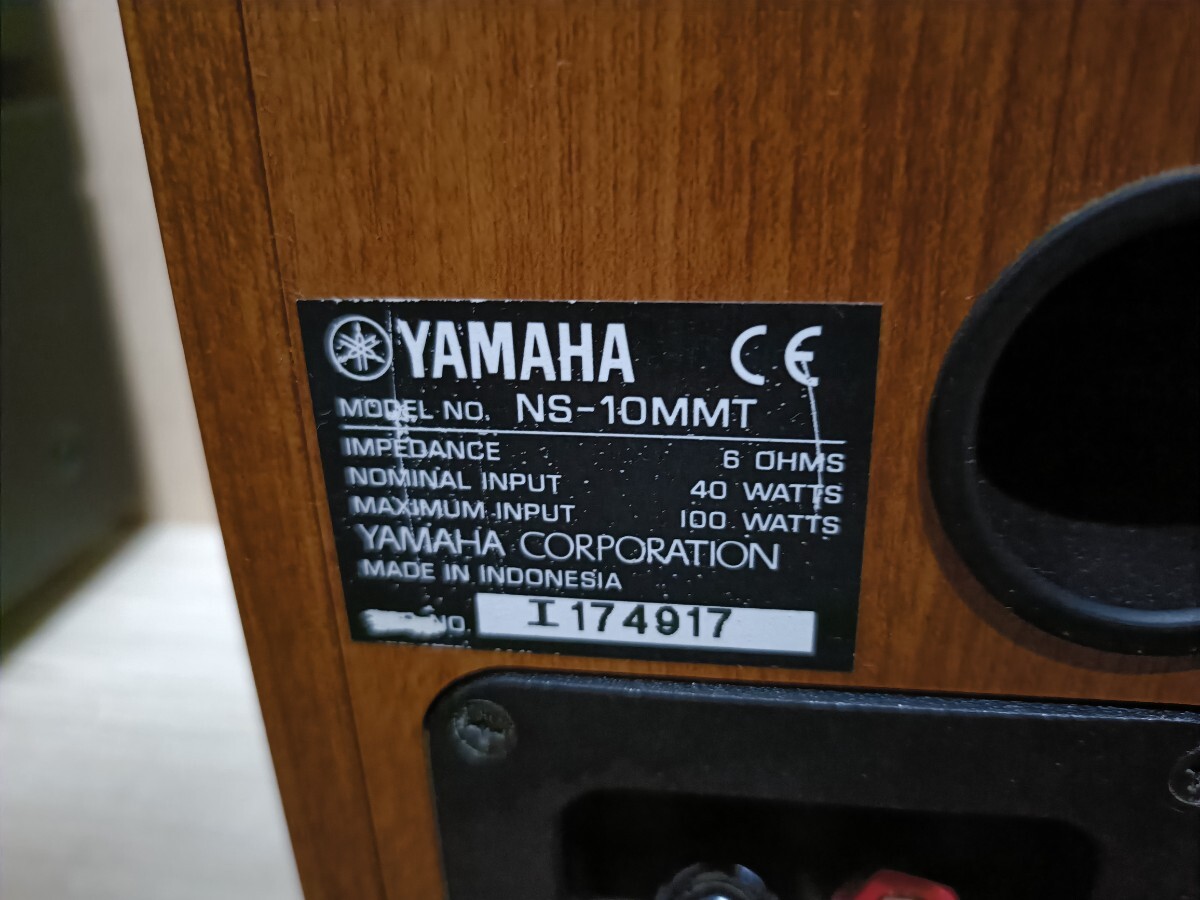 YAMAHA CE
MODEL NO. NS-10MMT
IMPEDANCE 6 OHMS
NOMINAL INPUT 40 WATTS
MAXIMUM INPUT 100 WATTS
YAMAHA CORPORATION
MADE IN INDONESIA
NO. I174917